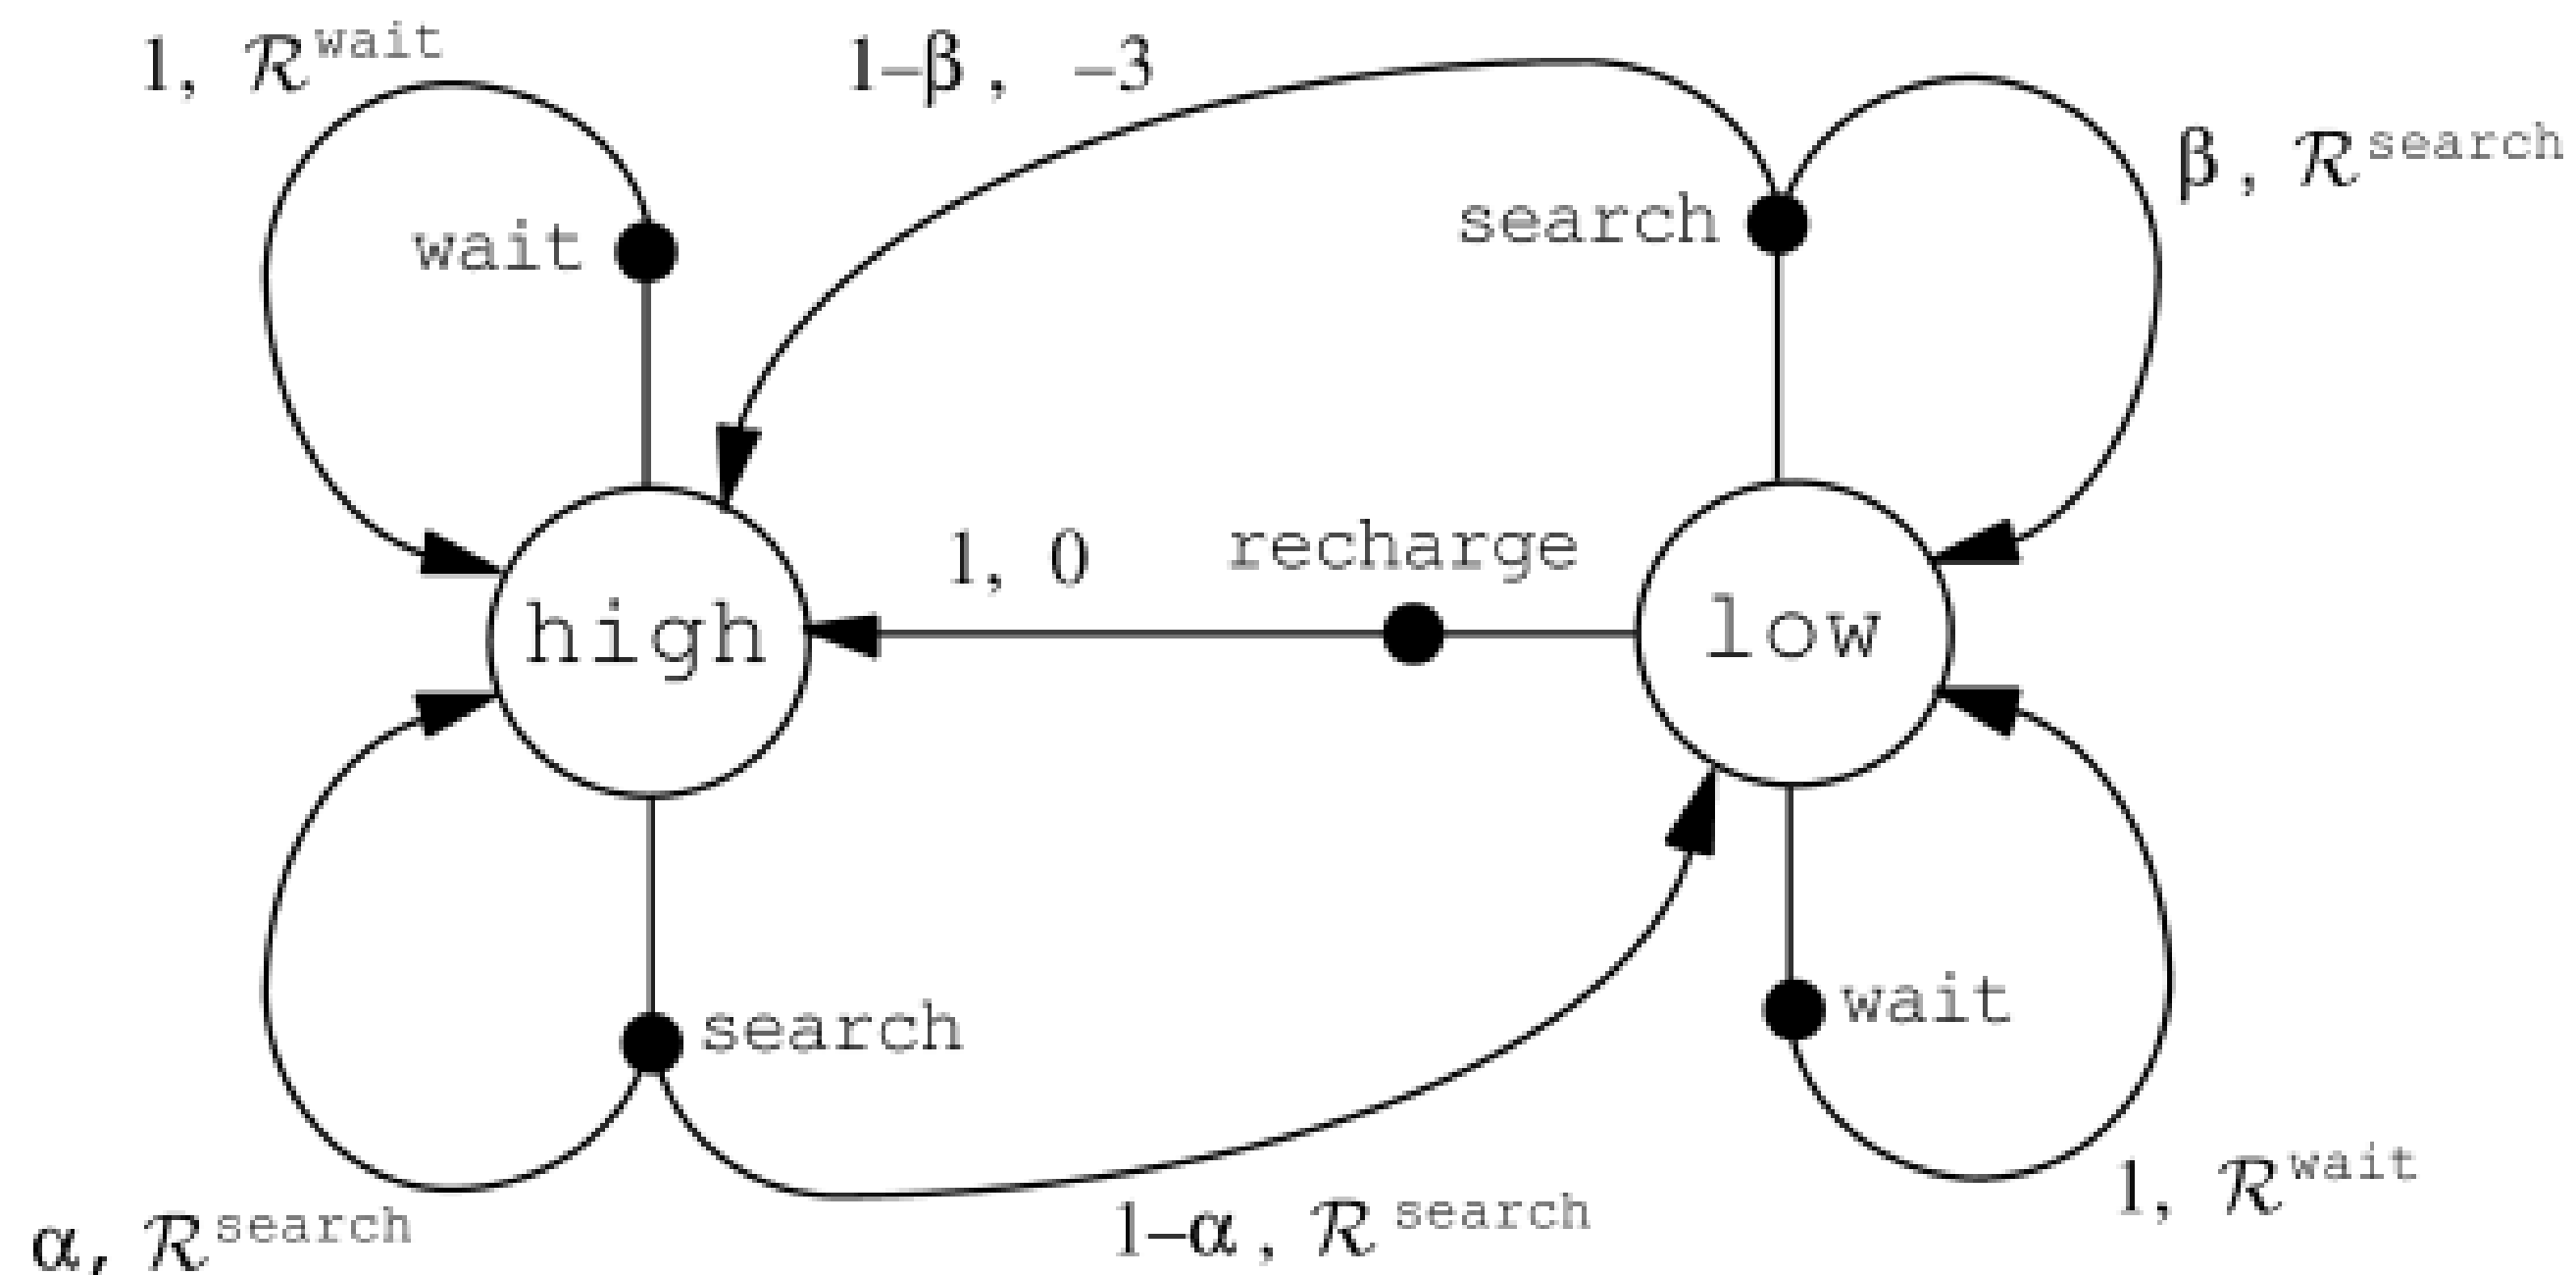 1, ℛ^wait
1–β , –3
β , ℛ^search
wait
search
1, 0
recharge
high
low
search
wait
α, ℛ^search
1–α , ℛ^search
1, ℛ^wait